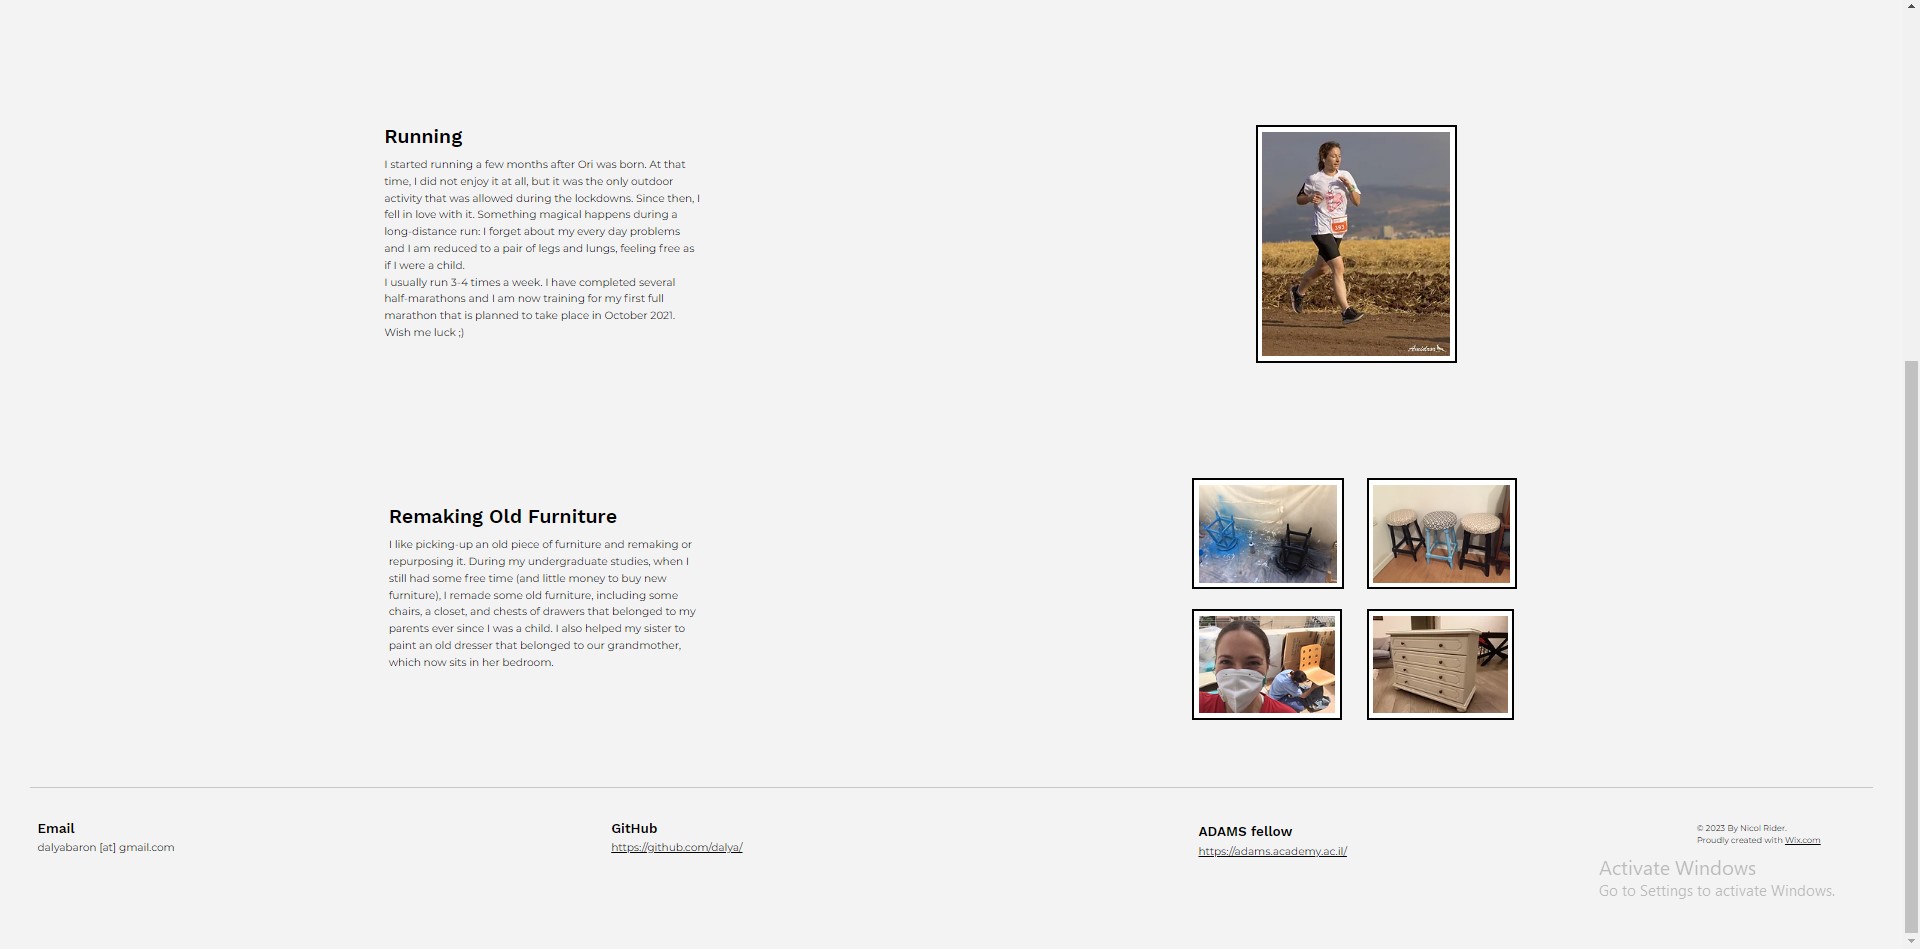 Running
I started running a few months after Ori was born. At that
time, I did not enjoy it at all, but it was the only outdoor
activity that was allowed during the lockdowns. Since then, I
fell in love with it. Something magical happens during a
long-distance run: I forget about my every day problems
and I am reduced to a pair of legs and lungs, feeling free as
if I were a child.
I usually run 3-4 times a week. I have completed several
half-marathons and I am now training for my first full
marathon that is planned to take place in October 2021.
Wish me luck ;)
Remaking Old Furniture
I like picking-up an old piece of furniture and remaking or
repurposing it. During my undergraduate studies, when I
still had some free time (and little money to buy new
furniture), I remade some old furniture, including some
chairs, a closet, and chests of drawers that belonged to my
parents ever since I was a child. I also helped my sister to
paint an old dresser that belonged to our grandmother,
which now sits in her bedroom.
Email
dalyabaron [at] gmail.com
GitHub
https://github.com/dalya/
ADAMS fellow
https://adams.academy.ac.il/
© 2023 By Nicol Rider.
Proudly created with Wix.com
Activate Windows
Go to Settings to activate Windows.